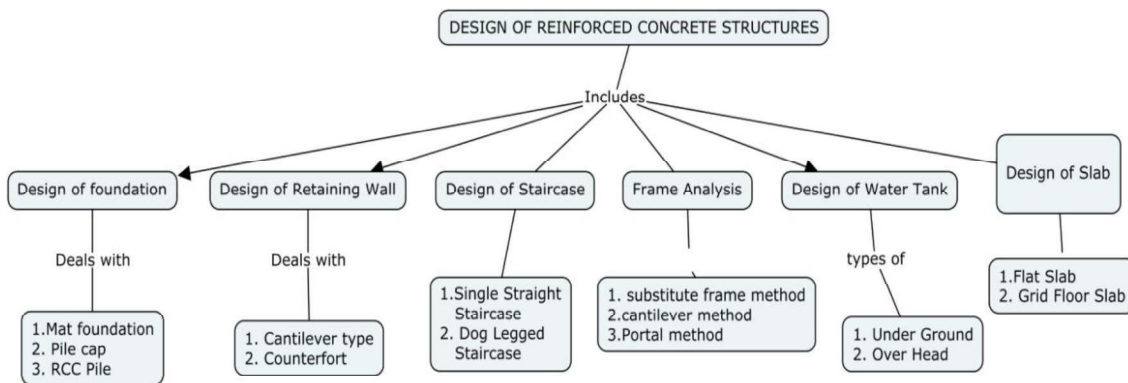 DESIGN OF REINFORCED CONCRETE STRUCTURES
Includes
Design of foundation
Design of Retaining Wall
Design of Staircase
Frame Analysis
Design of Water Tank
Design of Slab
Deals with
Deals with
types of
1.Mat foundation
2. Pile cap
3. RCC Pile
1. Cantilever type
2. Counterfort
1.Single Straight
Staircase
2. Dog Legged
Staircase
1. substitute frame method
2.cantilever method
3.Portal method
1. Under Ground
2. Over Head
1.Flat Slab
2. Grid Floor Slab